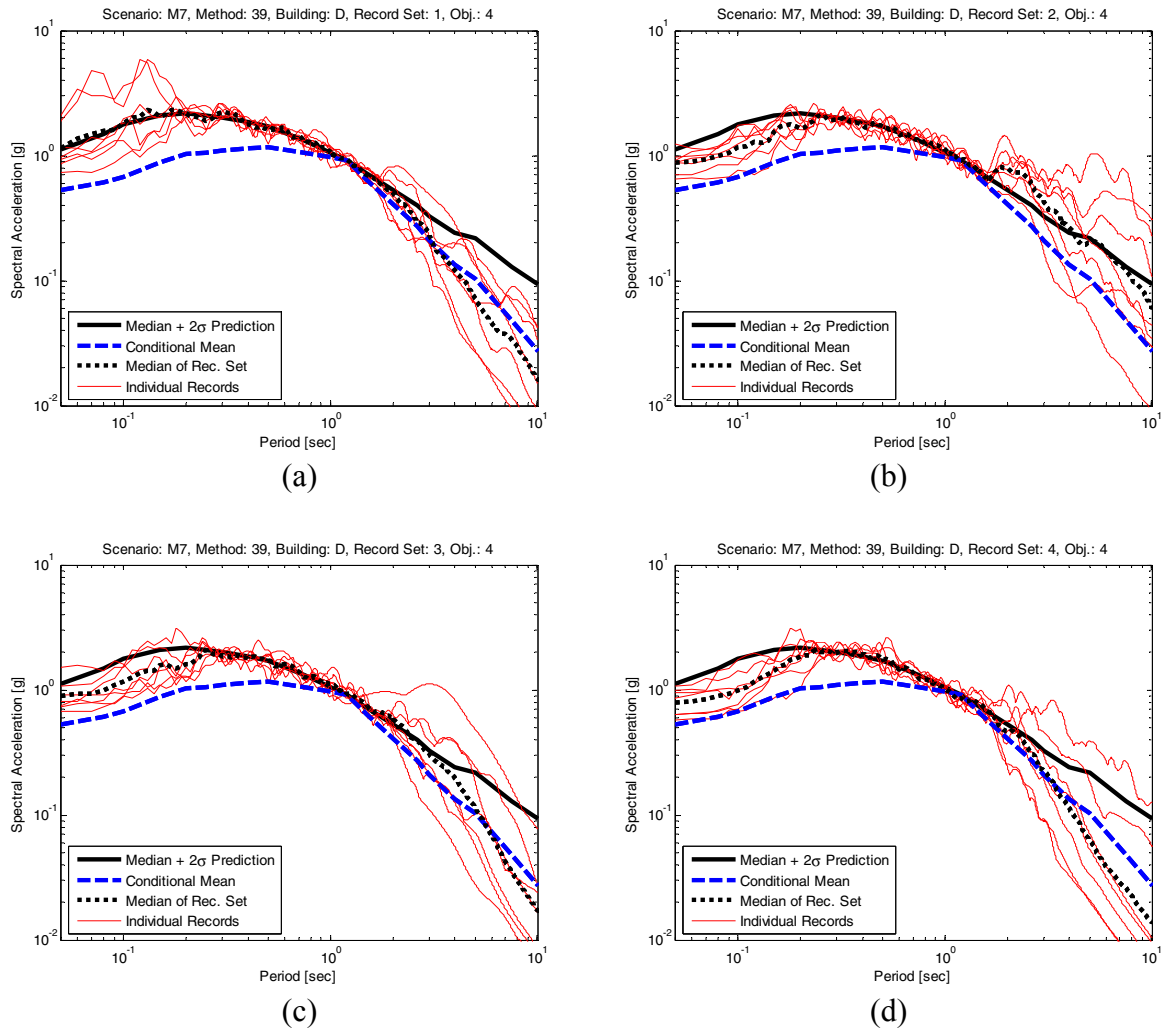 Scenario: M7, Method: 39, Building: D, Record Set: 1, Obj.: 4
10^1
10^0
10^-1
10^-2
Spectral Acceleration [g]
Median + 2σ Prediction
Conditional Mean
Median of Rec. Set
Individual Records
10^-1
10^0
10^1
Period [sec]
(a)
Scenario: M7, Method: 39, Building: D, Record Set: 2, Obj.: 4
10^1
10^0
10^-1
10^-2
Spectral Acceleration [g]
Median + 2σ Prediction
Conditional Mean
Median of Rec. Set
Individual Records
10^-1
10^0
10^1
Period [sec]
(b)
Scenario: M7, Method: 39, Building: D, Record Set: 3, Obj.: 4
10^1
10^0
10^-1
10^-2
Spectral Acceleration [g]
Median + 2σ Prediction
Conditional Mean
Median of Rec. Set
Individual Records
10^-1
10^0
10^1
Period [sec]
(c)
Scenario: M7, Method: 39, Building: D, Record Set: 4, Obj.: 4
10^1
10^0
10^-1
10^-2
Spectral Acceleration [g]
Median + 2σ Prediction
Conditional Mean
Median of Rec. Set
Individual Records
10^-1
10^0
10^1
Period [sec]
(d)